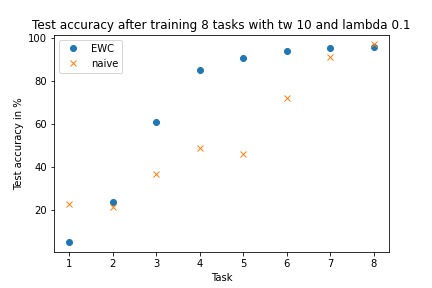 Test accuracy after training 8 tasks with tw 10 and lambda 0.1
EWC
naive
Test accuracy in %
100
80
60
40
20
1 2 3 4 5 6 7 8
Task